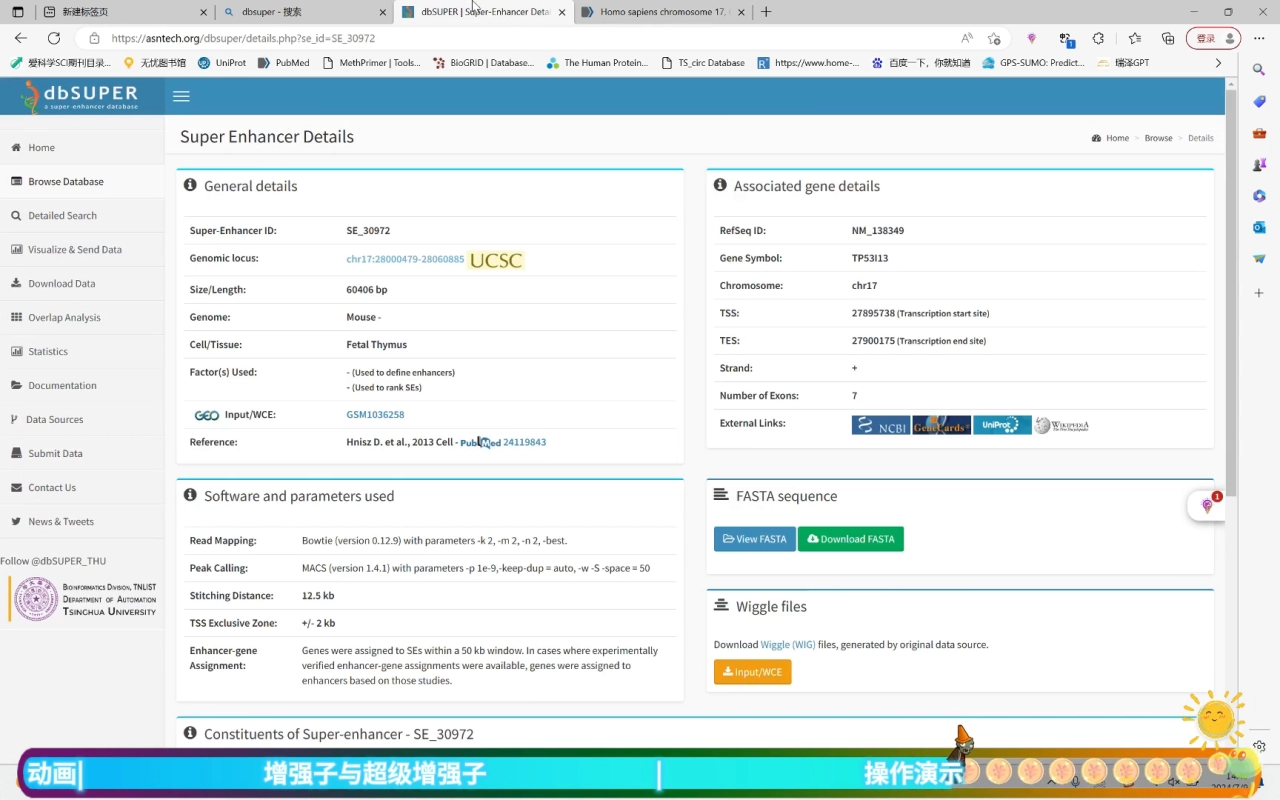 新建标签页
dbsuper - 搜索
dbSUPER | Super-Enhancer Detai
Homo sapiens chromosome 17, G
https://asntech.org/dbsuper/details.php?se_id=SE_30972
登录
爱科学SCI期刊目录...
无忧图书馆
UniProt
PubMed
MethPrimer | Tools...
BioGRID | Database...
The Human Protein...
TS_circ Database
https://www.home-...
百度一下，你就知道
GPS-SUMO: Predict...
瑞泽GPT
dbSUPER
a super-enhancer database
Super Enhancer Details
Home > Browse > Details
Home
Browse Database
Detailed Search
Visualize & Send Data
Download Data
Overlap Analysis
Statistics
Documentation
Data Sources
Submit Data
Contact Us
News & Tweets
Follow @dbSUPER_THU
Bioinformatics Division, TNLIST
Department of Automation
Tsinghua University
General details
Super-Enhancer ID: SE_30972
Genomic locus: chr17:28000479-28060885 UCSC
Size/Length: 60406 bp
Genome: Mouse -
Cell/Tissue: Fetal Thymus
Factor(s) Used: - (Used to define enhancers)
- (Used to rank SEs)
GEO Input/WCE: GSM1036258
Reference: Hnisz D. et al., 2013 Cell - PubMed 24119843
Associated gene details
RefSeq ID: NM_138349
Gene Symbol: TP53I13
Chromosome: chr17
TSS: 27895738 (Transcription start site)
TES: 27900175 (Transcription end site)
Strand: +
Number of Exons: 7
External Links: NCBI GeneCards UniProt WIKIPEDIA
Software and parameters used
Read Mapping: Bowtie (version 0.12.9) with parameters -k 2, -m 2, -n 2, -best.
Peak Calling: MACS (version 1.4.1) with parameters -p 1e-9,-keep-dup = auto, -w -S -space = 50
Stitching Distance: 12.5 kb
TSS Exclusive Zone: +/- 2 kb
Enhancer-gene Assignment: Genes were assigned to SEs within a 50 kb window. In cases where experimentally
verified enhancer-gene assignments were available, genes were assigned to
enhancers based on those studies.
FASTA sequence
View FASTA
Download FASTA
1
Wiggle files
Download Wiggle (WIG) files, generated by original data source.
Input/WCE
Constituents of Super-enhancer - SE_30972
动画| 增强子与超级增强子 | 操作演示